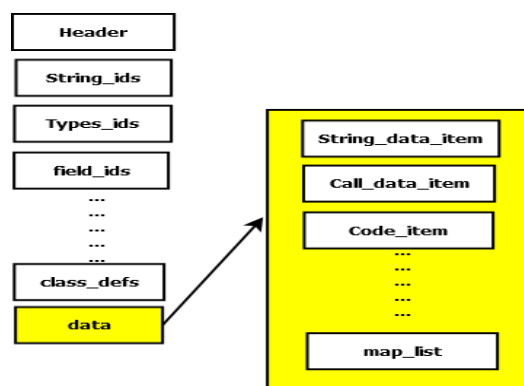 Header
String_ids
Types_ids
field_ids
...
...
...
...
...
class_defs
data
String_data_item
Call_data_item
Code_item
...
...
...
...
...
map_list